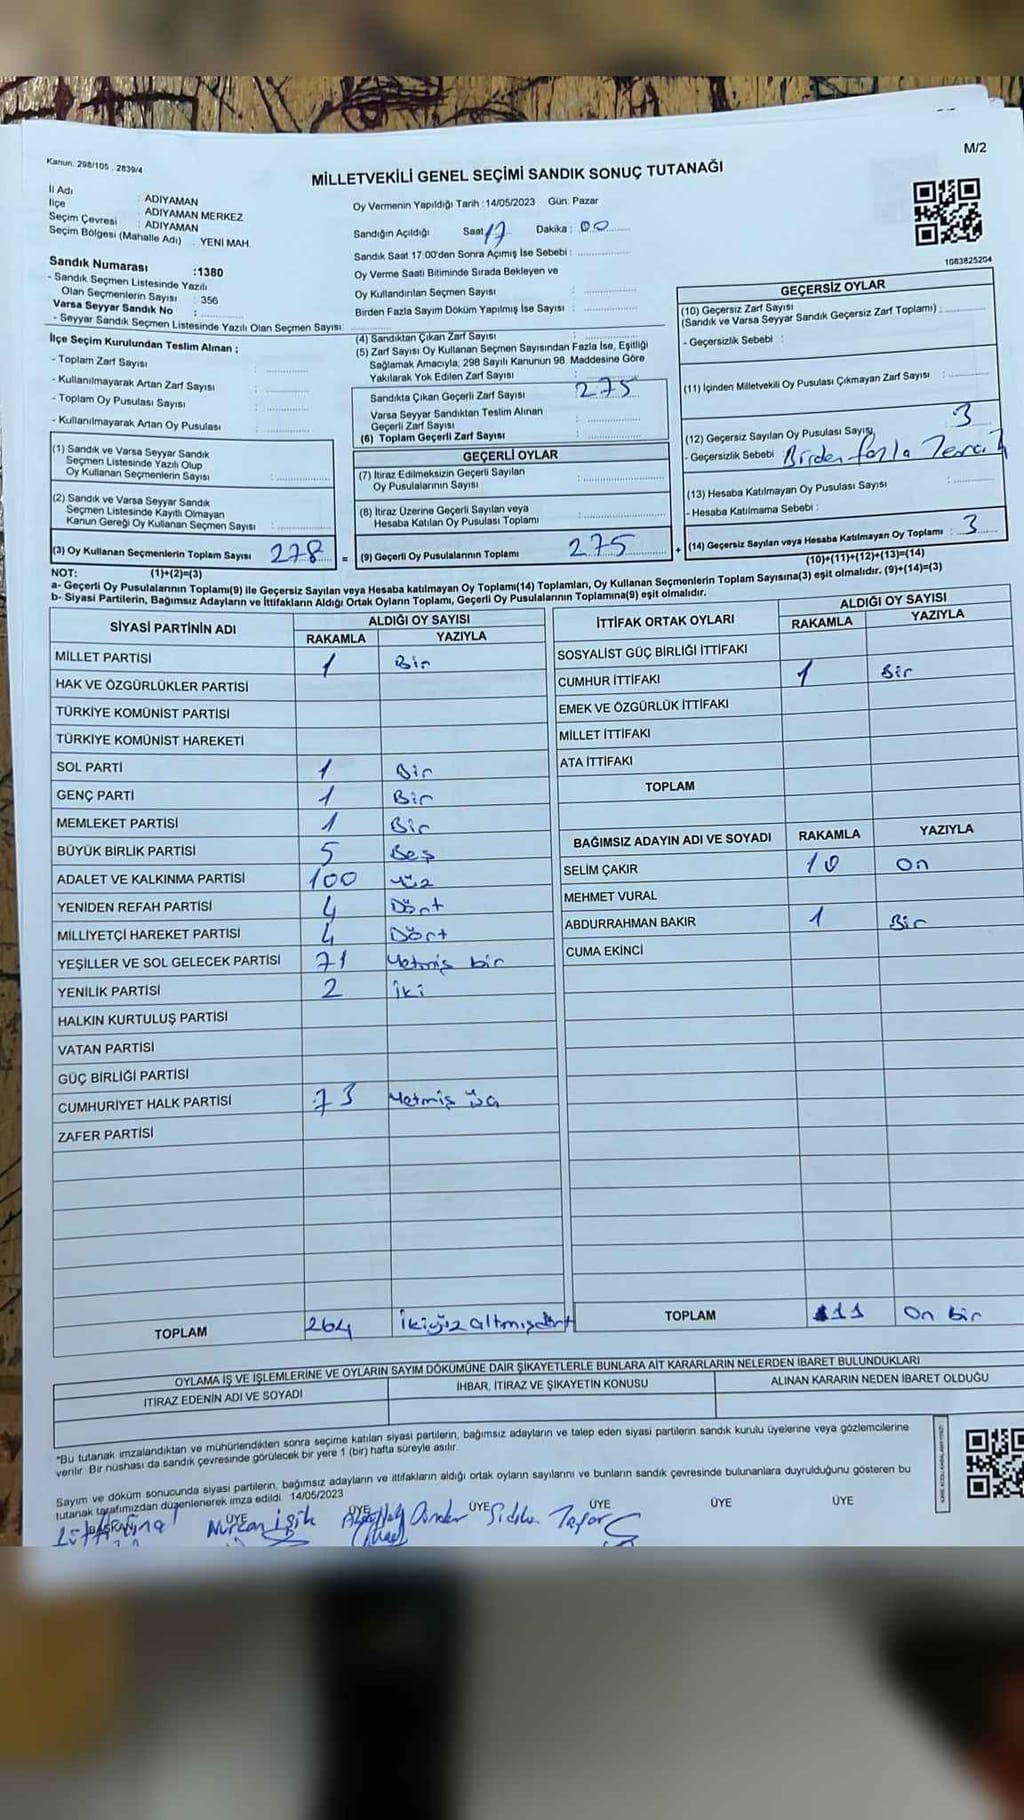 Kanun. 298/105 . 2839/4
M/2
MİLLETVEKİLİ GENEL SEÇİMİ SANDIK SONUÇ TUTANAĞI
İl Adı : ADIYAMAN
İlçe : ADIYAMAN MERKEZ
Seçim Çevresi : ADIYAMAN
Seçim Bölgesi (Mahalle Adı) . YENİ MAH.
Oy Vermenin Yapıldığı Tarih :14/05/2023 Gün: Pazar
Sandığın Açıldığı Saat 17 Dakika : 00
Sandık Saat 17:00'den Sonra Açımış İse Sebebi :
Oy Verme Saati Bitiminde Sırada Bekleyen ve
Oy Kullandırılan Seçmen Sayısı :
Birden Fazla Sayım Döküm Yapılmış İse Sayısı :
1083825204
Sandık Numarası :1380
- Sandık Seçmen Listesinde Yazılı
Olan Seçmenlerin Sayısı : 356
Varsa Seyyar Sandık No :
- Seyyar Sandık Seçmen Listesinde Yazılı Olan Seçmen Sayısı:
İlçe Seçim Kurulundan Teslim Alınan ;
- Toplam Zarf Sayısı :
- Kullanılmayarak Artan Zarf Sayısı :
- Toplam Oy Pusulası Sayısı :
- Kullanılmayarak Artan Oy Pusulası :
(4) Sandıktan Çıkan Zarf Sayısı :
(5) Zarf Sayısı Oy Kullanan Seçmen Sayısından Fazla İse, Eşitliği
Sağlamak Amacıyla; 298 Sayılı Kanunun 98. Maddesine Göre
Yakılarak Yok Edilen Zarf Sayısı :
Sandıkta Çıkan Geçerli Zarf Sayısı 275
Varsa Seyyar Sandıktan Teslim Alınan
Geçerli Zarf Sayısı :
(6) Toplam Geçerli Zarf Sayısı :
GEÇERSİZ OYLAR
(10) Geçersiz Zarf Sayısı
(Sandık ve Varsa Seyyar Sandık Geçersiz Zarf Toplamı) :
- Geçersizlik Sebebi :
(11) İçinden Milletvekili Oy Pusulası Çıkmayan Zarf Sayısı :
(12) Geçersiz Sayılan Oy Pusulası Sayısı 3
- Geçersizlik Sebebi Birden fazla
(13) Hesaba Katılmayan Oy Pusulası Sayısı :
- Hesaba Katılmama Sebebi :
(14) Geçersiz Sayılan veya Hesaba Katılmayan Oy Toplamı : 3
(10)+(11)+(12)+(13)=(14)
(1) Sandık ve Varsa Seyyar Sandık
Seçmen Listesinde Yazılı Olup
Oy Kullanan Seçmenlerin Sayısı :
(2) Sandık ve Varsa Seyyar Sandık
Seçmen Listesinde Kayıtlı Olmayan
Kanun Gereği Oy Kullanan Seçmen Sayısı :
(3) Oy Kullanan Seçmenlerin Toplam Sayısı 278 =
(1)+(2)=(3)
GEÇERLİ OYLAR
(7) İtiraz Edilmeksizin Geçerli Sayılan
Oy Pusulalarının Sayısı :
(8) İtiraz Üzerine Geçerli Sayılan veya
Hesaba Katılan Oy Pusulası Toplamı :
(9) Geçerli Oy Pusulalarının Toplamı 275 +
NOT:
a- Geçerli Oy Pusulalarının Toplamı(9) ile Geçersiz Sayılan veya Hesaba katılmayan Oy Toplamı(14) Toplamları, Oy Kullanan Seçmenlerin Toplam Sayısına(3) eşit olmalıdır. (9)+(14)=(3)
b- Siyasi Partilerin, Bağımsız Adayların ve İttifakların Aldığı Ortak Oyların Toplamı, Geçerli Oy Pusulalarının Toplamına(9) eşit olmalıdır.
SİYASİ PARTİNİN ADI
ALDIĞI OY SAYISI
RAKAMLA YAZIYLA
MİLLET PARTİSİ 1 Bir
HAK VE ÖZGÜRLÜKLER PARTİSİ
TÜRKİYE KOMÜNİST PARTİSİ
TÜRKİYE KOMÜNİST HAREKETİ
SOL PARTİ 1 Bir
GENÇ PARTİ 1 Bir
MEMLEKET PARTİSİ 1 Bir
BÜYÜK BİRLİK PARTİSİ 5 Beş
ADALET VE KALKINMA PARTİSİ 100 yüz
YENİDEN REFAH PARTİSİ 4 Dört
MİLLİYETÇİ HAREKET PARTİSİ 4 Dört
YEŞİLLER VE SOL GELECEK PARTİSİ 71 Yetmiş bir
YENİLİK PARTİSİ 2 İki
HALKIN KURTULUŞ PARTİSİ
VATAN PARTİSİ
GÜÇ BİRLİĞİ PARTİSİ
CUMHURİYET HALK PARTİSİ 73 Yetmiş üç
ZAFER PARTİSİ
TOPLAM 264 İkiyüz altmışdört
İTTİFAK ORTAK OYLARI
ALDIĞI OY SAYISI
RAKAMLA YAZIYLA
SOSYALİST GÜÇ BİRLİĞİ İTTİFAKI
CUMHUR İTTİFAKI 1 Bir
EMEK VE ÖZGÜRLÜK İTTİFAKI
MİLLET İTTİFAKI
ATA İTTİFAKI
TOPLAM
BAĞIMSIZ ADAYIN ADI VE SOYADI RAKAMLA YAZIYLA
SELİM ÇAKIR 10 on
MEHMET VURAL
ABDURRAHMAN BAKIR 1 Bir
CUMA EKİNCİ
TOPLAM 11 On bir
OYLAMA İŞ VE İŞLEMLERİNE VE OYLARIN SAYIM DÖKÜMÜNE DAİR ŞİKAYETLERLE BUNLARA AİT KARARLARIN NELERDEN İBARET BULUNDUKLARI
İTİRAZ EDENİN ADI VE SOYADI
İHBAR, İTİRAZ VE ŞİKAYETİN KONUSU
ALINAN KARARIN NEDEN İBARET OLDUĞU
*Bu tutanak imzalandıktan ve mühürlendikten sonra seçime katılan siyasi partilerin, bağımsız adayların ve talep eden siyasi partilerin sandık kurulu üyelerine veya gözlemcilerine
verilir. Bir nüshası da sandık çevresinde görülecek bir yere 1 (bir) hafta süreyle asılır.
Sayım ve döküm sonucunda siyasi partilerin, bağımsız adayların ve ittifakların aldığı ortak oyların sayılarını ve bunların sandık çevresinde bulunanlara duyrulduğunu gösteren bu
tutanak tarafımızdan düzenlenerek imza edildi. 14/05/2023
BAŞKAN ÜYE ÜYE ÜYE ÜYE ÜYE ÜYE
Nurcan Işık